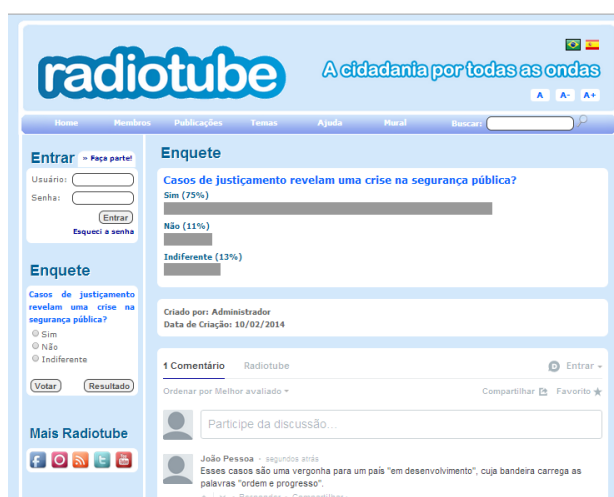 radiotube
A cidadania por todas as ondas
A A- A+
Home Membros Publicações Temas Ajuda Mural Buscar:
Entrar » Faça parte!
Usuário:
Senha:
Entrar
Esqueci a senha
Enquete
Casos de justiçamento
revelam uma crise na
segurança pública?
Sim
Não
Indiferente
Votar Resultado
Mais Radiotube
Enquete
Casos de justiçamento revelam uma crise na segurança pública?
Sim (75%)
Não (11%)
Indiferente (13%)
Criado por: Administrador
Data de Criação: 10/02/2014
1 Comentário Radiotube Entrar
Ordenar por Melhor avaliado Compartilhar Favorito ★
Participe da discussão...
João Pessoa • segundos atrás
Esses casos são uma vergonha para um país "em desenvolvimento", cuja bandeira carrega as
palavras "ordem e progresso".